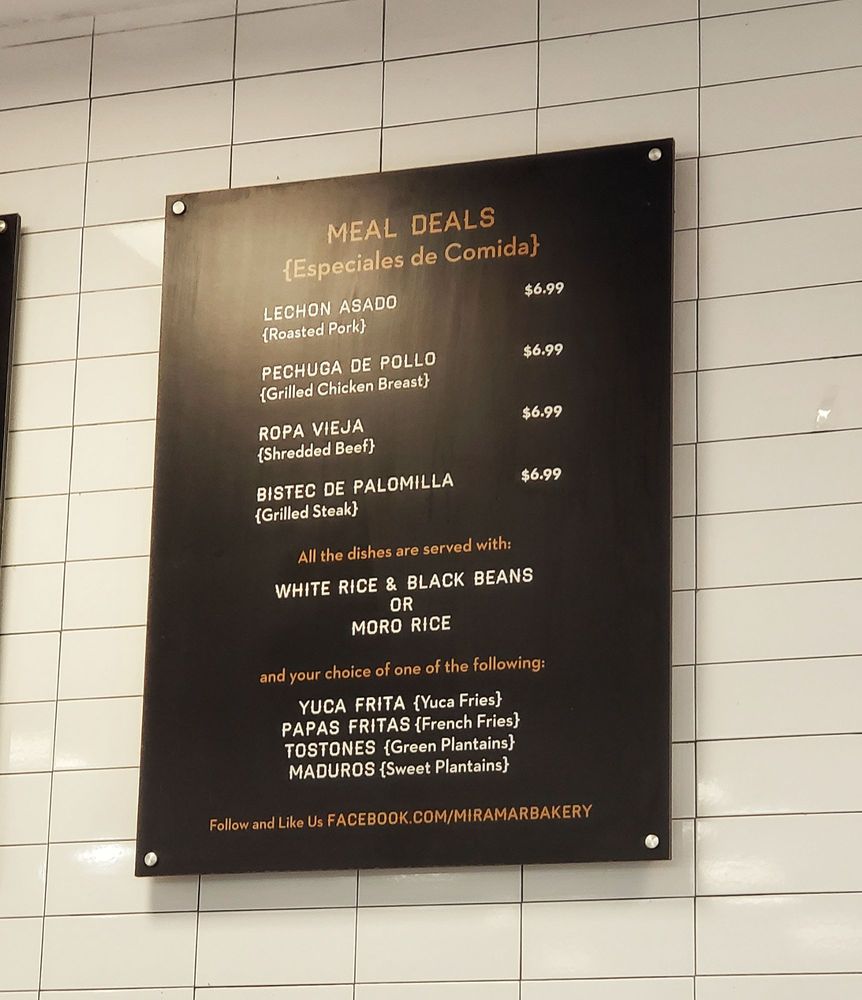 MEAL DEALS
{Especiales de Comida}
LECHON ASADO $6.99
{Roasted Pork}
PECHUGA DE POLLO $6.99
{Grilled Chicken Breast}
ROPA VIEJA $6.99
{Shredded Beef}
BISTEC DE PALOMILLA $6.99
{Grilled Steak}
All the dishes are served with:
WHITE RICE & BLACK BEANS
OR
MORO RICE
and your choice of one of the following:
YUCA FRITA {Yuca Fries}
PAPAS FRITAS {French Fries}
TOSTONES {Green Plantains}
MADUROS {Sweet Plantains}
Follow and Like Us FACEBOOK.COM/MIRAMARBAKERY